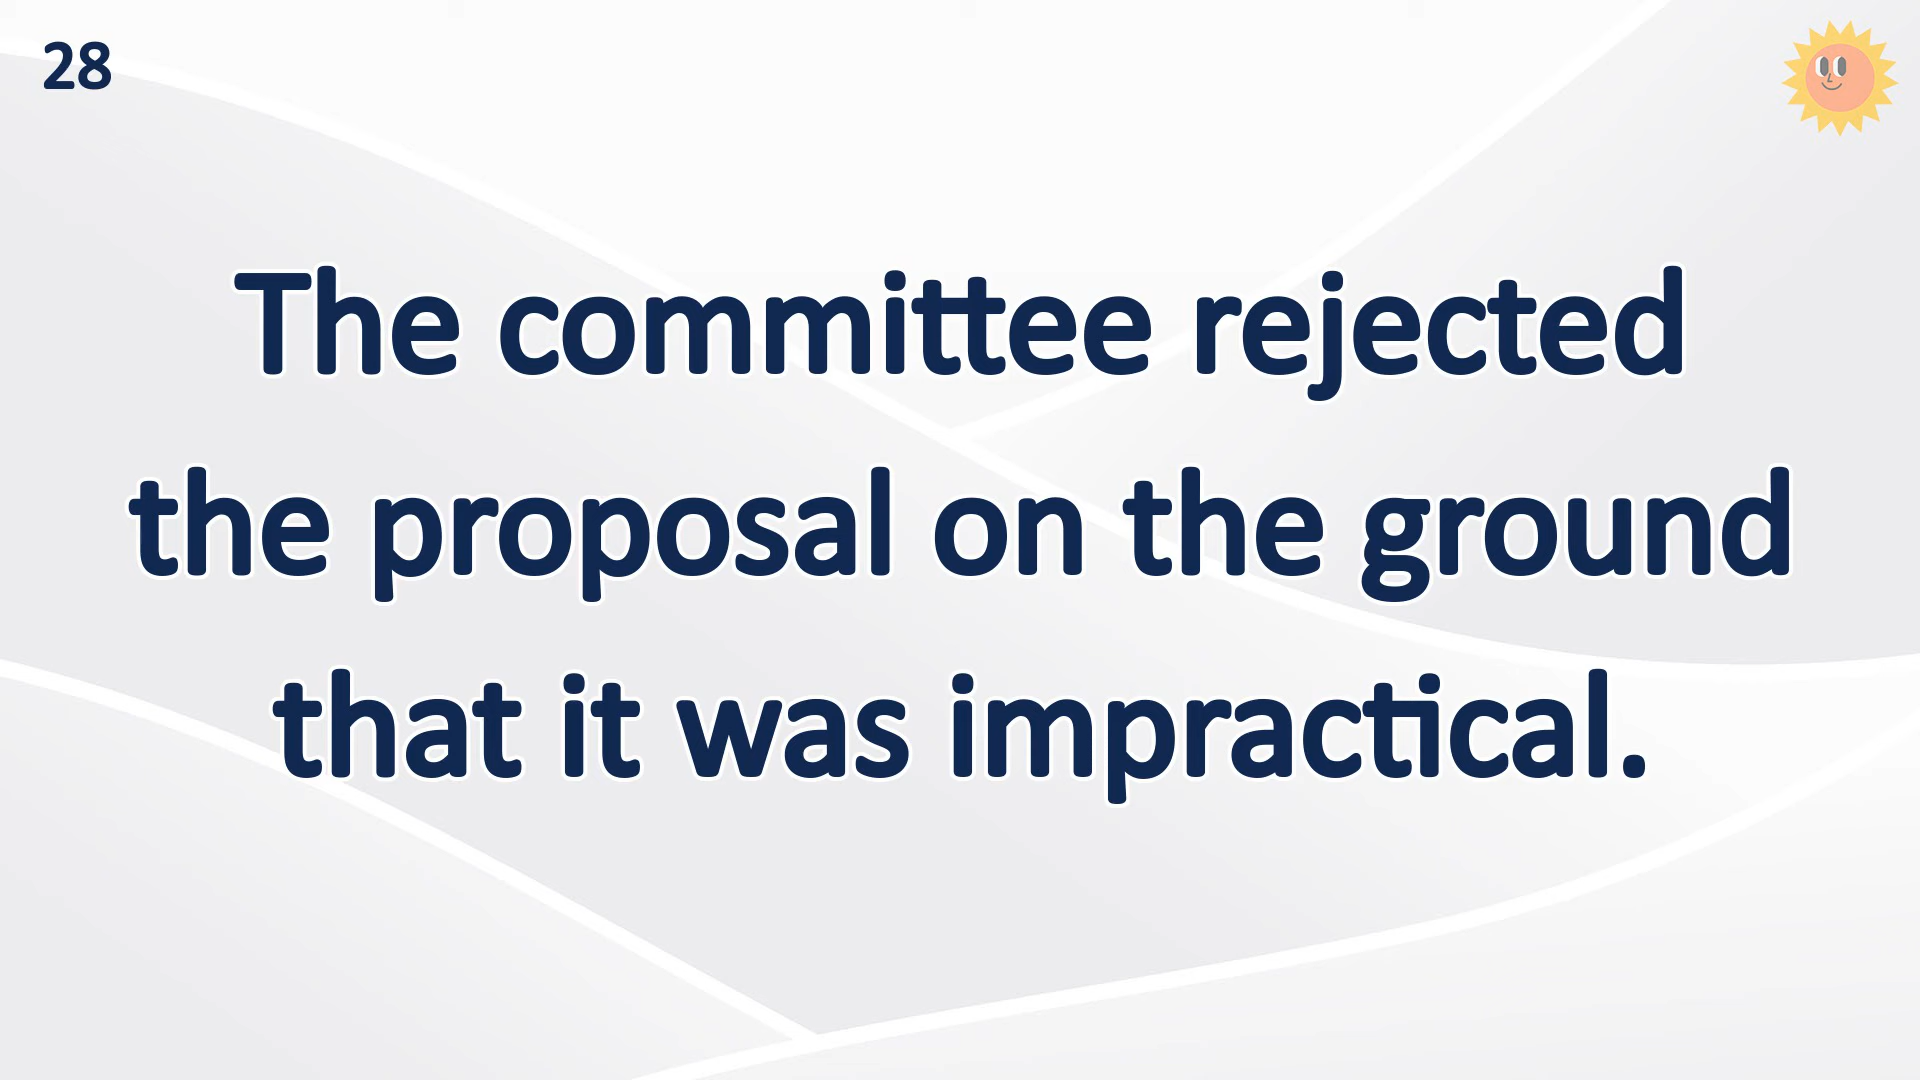 28
The committee rejected
the proposal on the ground
that it was impractical.